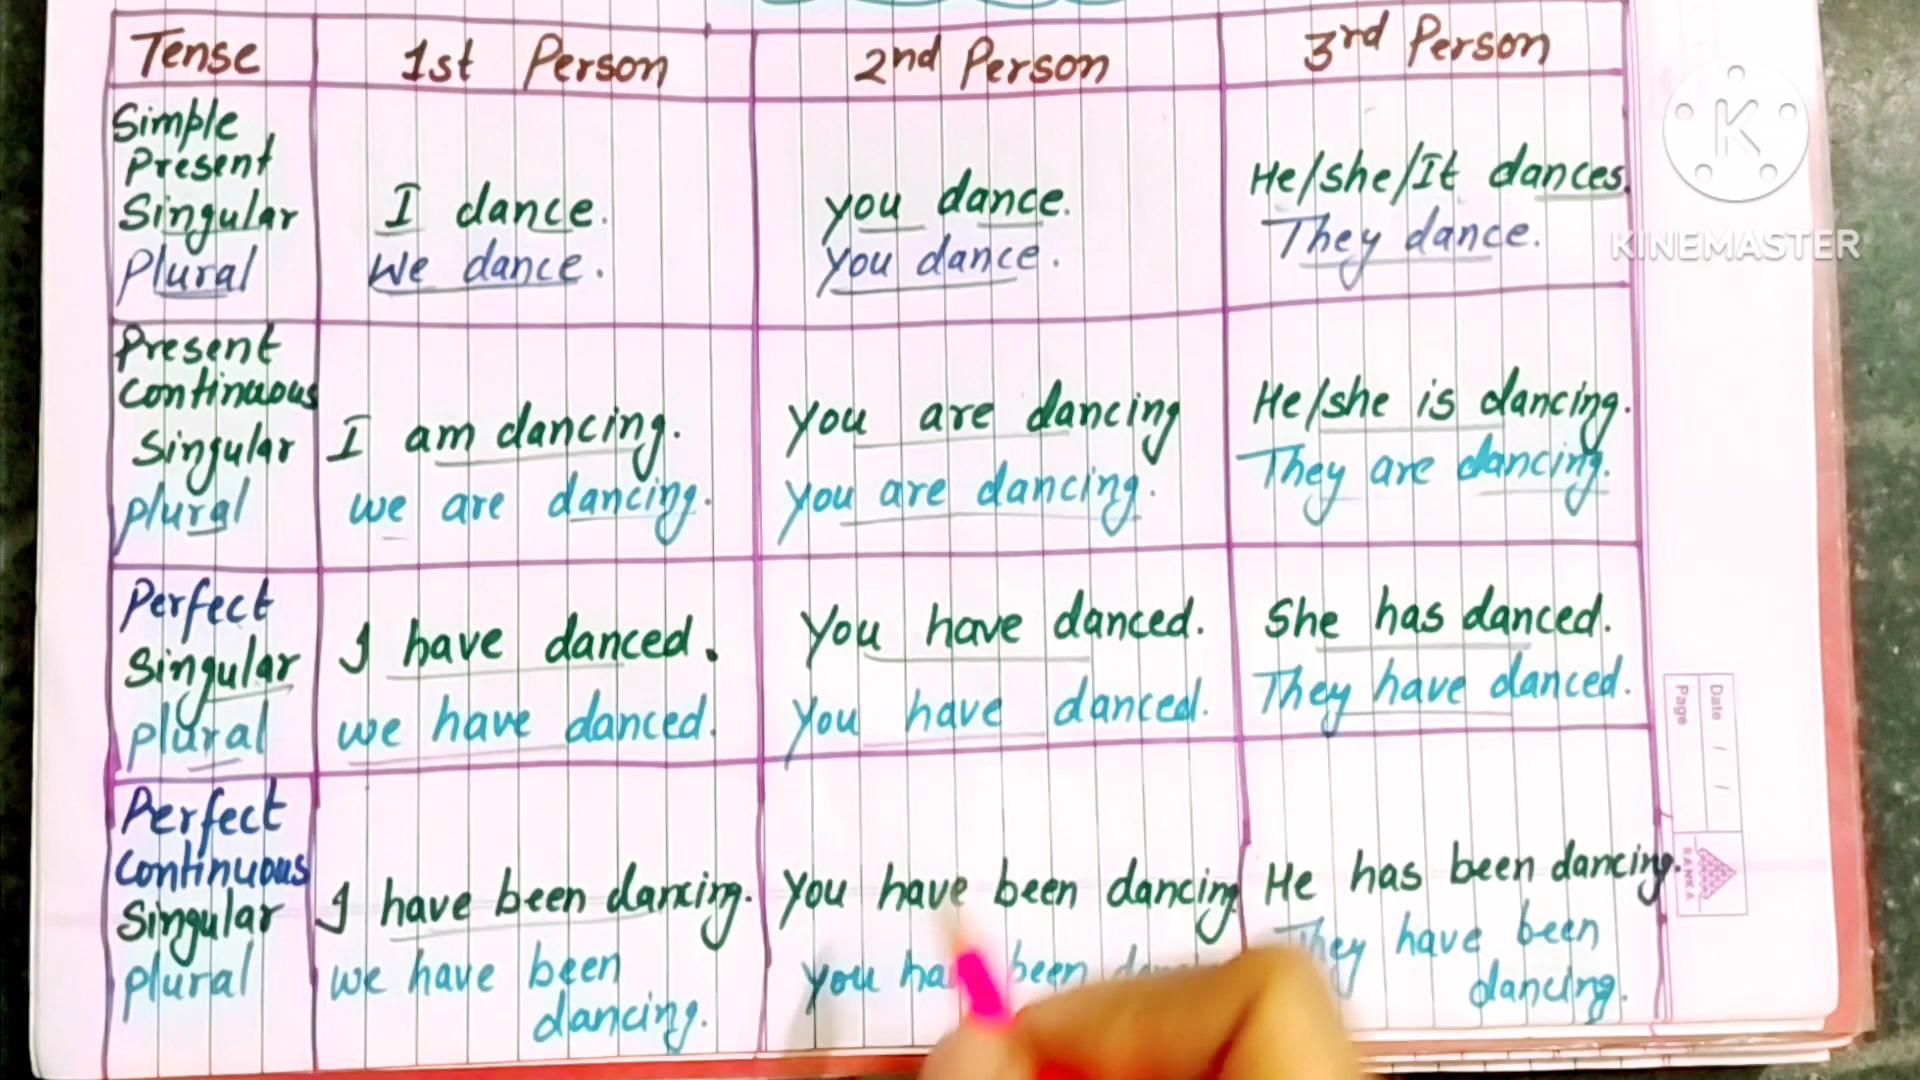 Tense 1st Person 2nd Person 3rd Person
Simple
Present
Singular I dance. you dance. He/she/It dances.
Plural We dance. you dance. They dance.
Present
Continuous
Singular I am dancing. You are dancing He/she is dancing.
plural we are dancing. you are dancing. They are dancing.
Perfect
Singular I have danced. You have danced. She has danced.
plural we have danced. you have danced. They have danced.
Perfect
Continuous
Singular I have been dancing. You have been dancing He has been dancing.
plural we have been you been They have been
dancing. dancing.
KINEMASTER
K
Date / /
Page
RAMKA